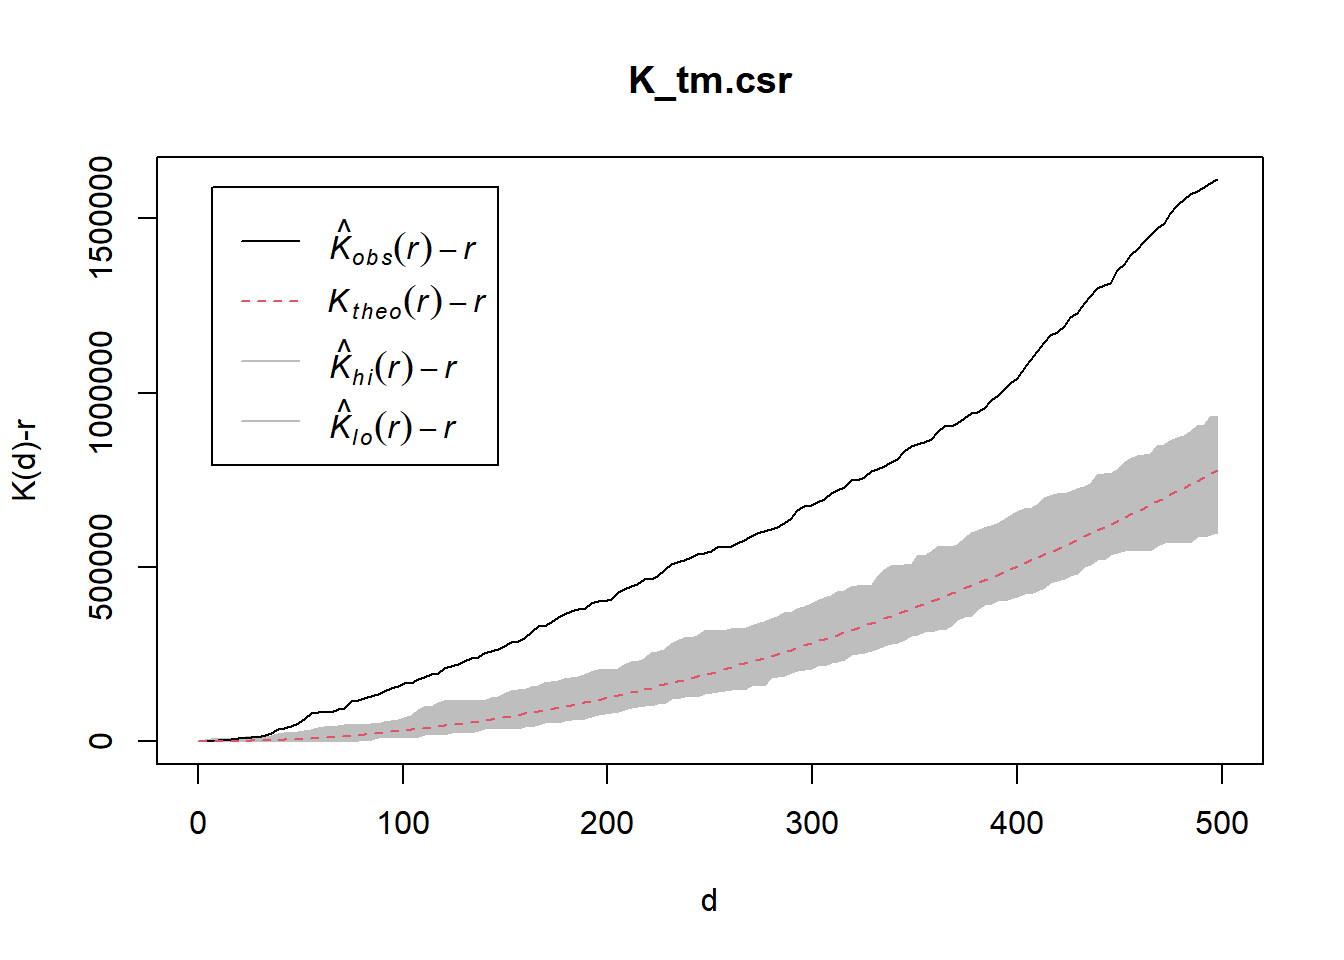 K_tm.csr
K̂obs(r) – r
Ktheo(r) – r
K̂hi(r) – r
K̂lo(r) – r
K(d)-r
0 500000 1000000 1500000
0 100 200 300 400 500
d